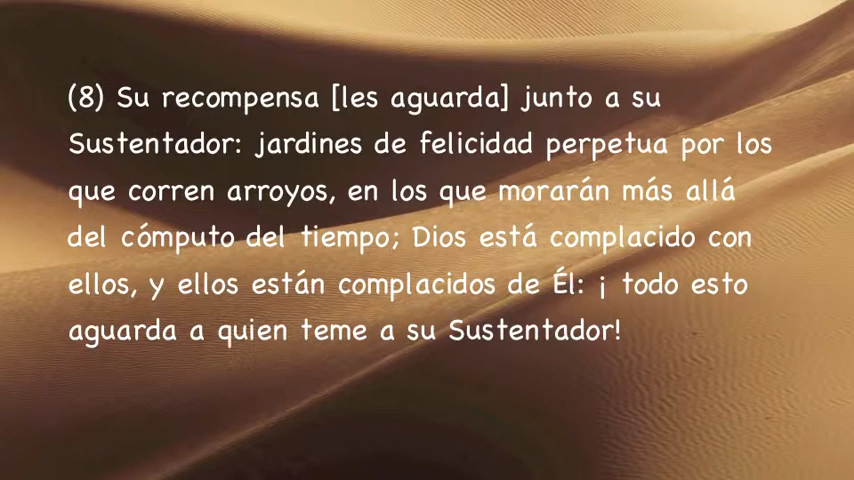 (8) Su recompensa [les aguarda] junto a su
Sustentador: jardines de felicidad perpetua por los
que corren arroyos, en los que morarán más allá
del cómputo del tiempo; Dios está complacido con
ellos, y ellos están complacidos de Él: ¡ todo esto
aguarda a quien teme a su Sustentador!